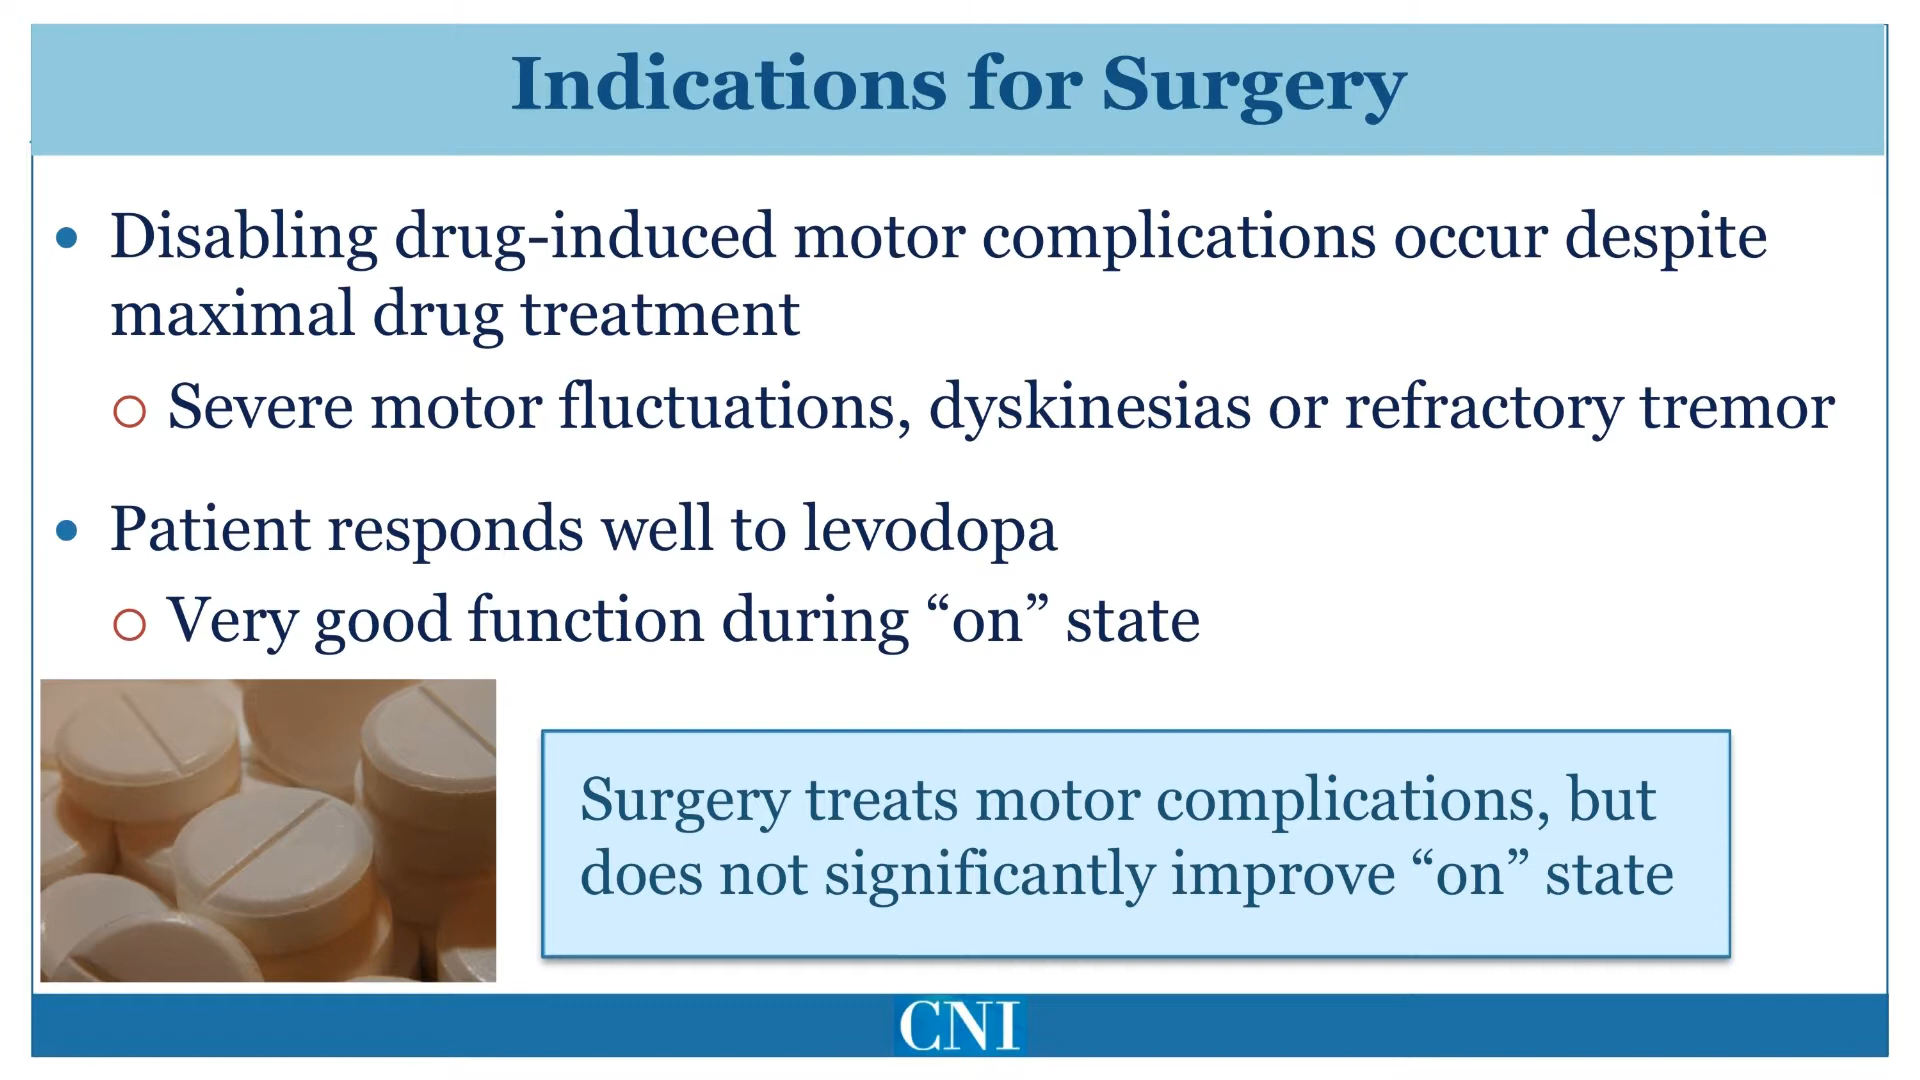 Indications for Surgery
• Disabling drug-induced motor complications occur despite
maximal drug treatment
○ Severe motor fluctuations, dyskinesias or refractory tremor
• Patient responds well to levodopa
○ Very good function during “on” state
Surgery treats motor complications, but
does not significantly improve “on” state
CNI